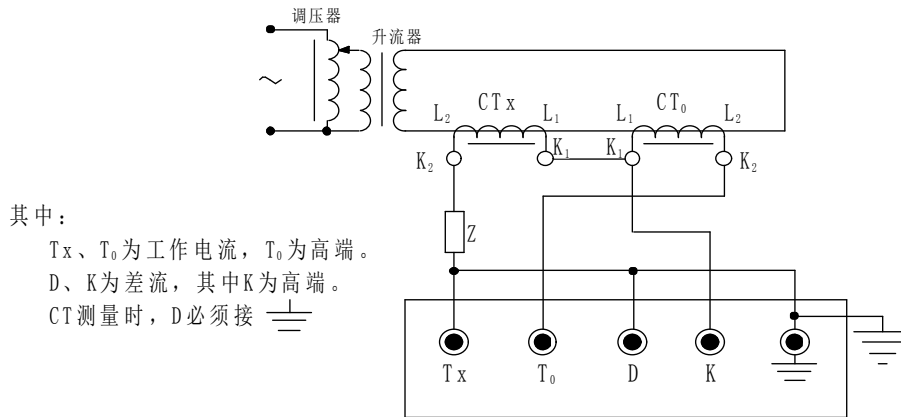 调压器
升流器
CTx
CT₀
L₂
L₁
L₁
L₂
K₂
K₁
K₁
K₂
Z
其中：
Tx、T₀为工作电流，T₀为高端。
D、K为差流，其中K为高端。
CT测量时，D必须接
Tx
T₀
D
K